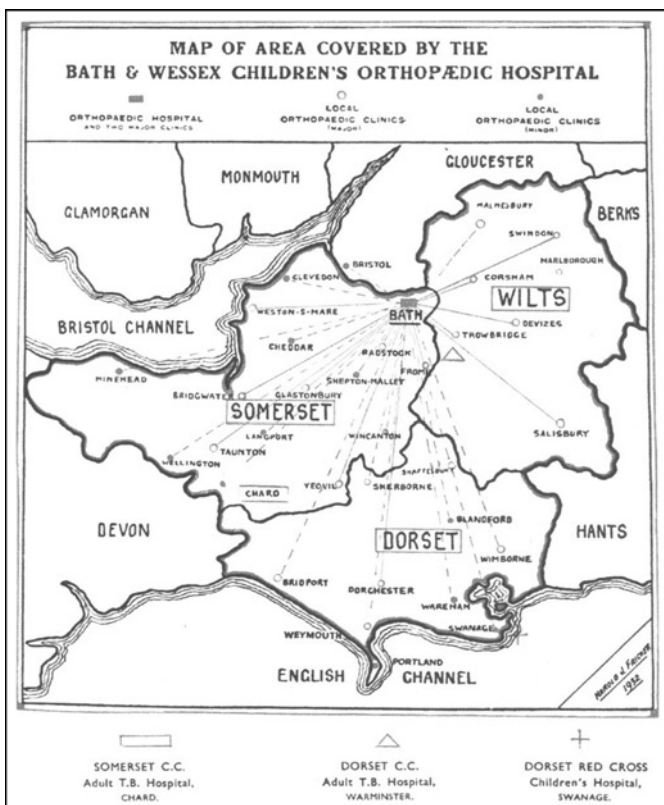 MAP OF AREA COVERED BY THE
BATH & WESSEX CHILDREN'S ORTHOPÆDIC HOSPITAL
ORTHOPAEDIC HOSPITAL
AND TWO MAJOR CLINICS
LOCAL
ORTHOPAEDIC CLINICS
(MAJOR)
LOCAL
ORTHOPAEDIC CLINICS
(MINOR)
GLOUCESTER
MONMOUTH
GLAMORGAN
BERKS
MALMESBURY
SWINDON
BRISTOL
MARLBOROUGH
CLEVEDON
CORSHAM
WILTS
WESTON-S-MARE
BATH
BRISTOL CHANNEL
DEVIZES
TROWBRIDGE
CHEDDAR
RADSTOCK
FROME
MINEHEAD
SHEPTON-MALLET
BRIDGWATER
GLASTONBURY
SOMERSET
SALISBURY
LANGPORT
WINCANTON
TAUNTON
WELLINGTON
SHAFTESBURY
CHARD
YEOVIL
SHERBORNE
DEVON
HANTS
BLANDFORD
DORSET
WIMBORNE
BRIDPORT
DORCHESTER
WAREHAM
SWANAGE
WEYMOUTH
PORTLAND
ENGLISH CHANNEL
HAROLD J. FRICKER
1932
SOMERSET C.C.
Adult T.B. Hospital,
CHARD.
DORSET C.C.
Adult T.B. Hospital,
WARMINSTER.
DORSET RED CROSS
Children's Hospital,
SWANAGE.